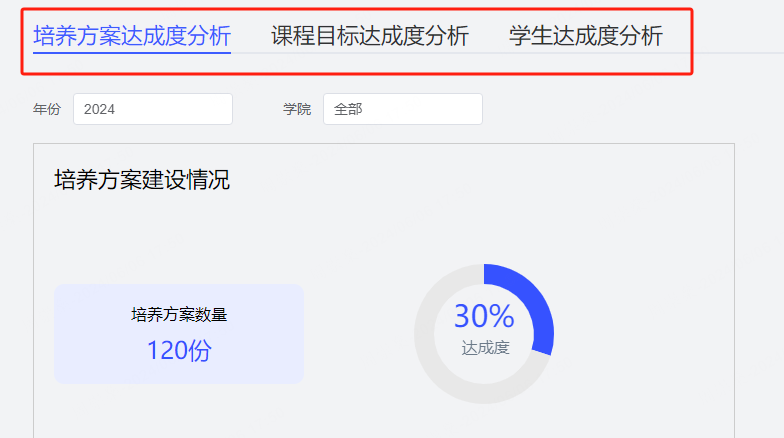 培养方案达成度分析 课程目标达成度分析 学生达成度分析
年份 2024 学院 全部
培养方案建设情况
培养方案数量
120份
30%
达成度